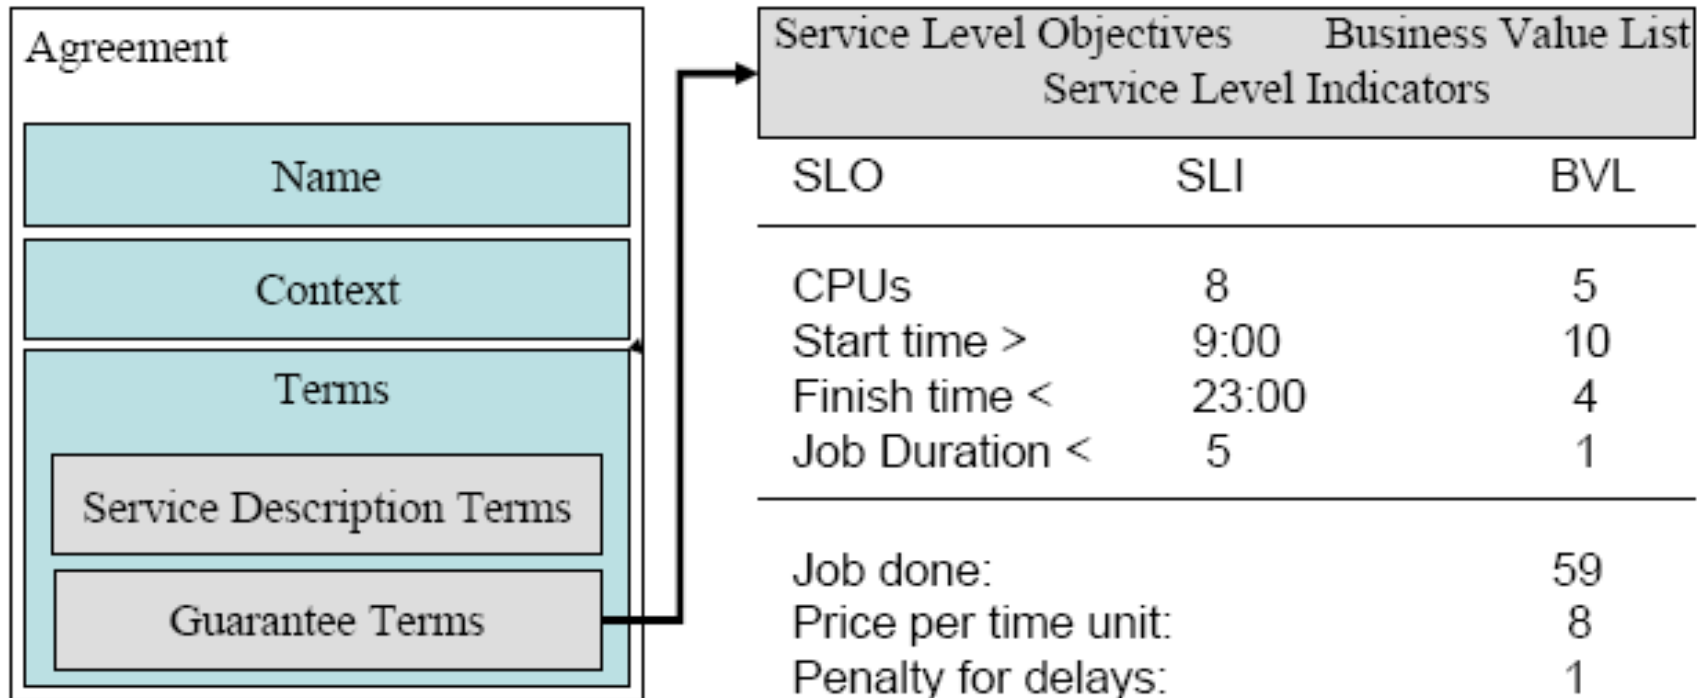 Agreement
Name
Context
Terms
Service Description Terms
Guarantee Terms
Service Level Objectives Business Value List
Service Level Indicators
SLO SLI BVL
CPUs 8 5
Start time > 9:00 10
Finish time < 23:00 4
Job Duration < 5 1
Job done: 59
Price per time unit: 8
Penalty for delays: 1